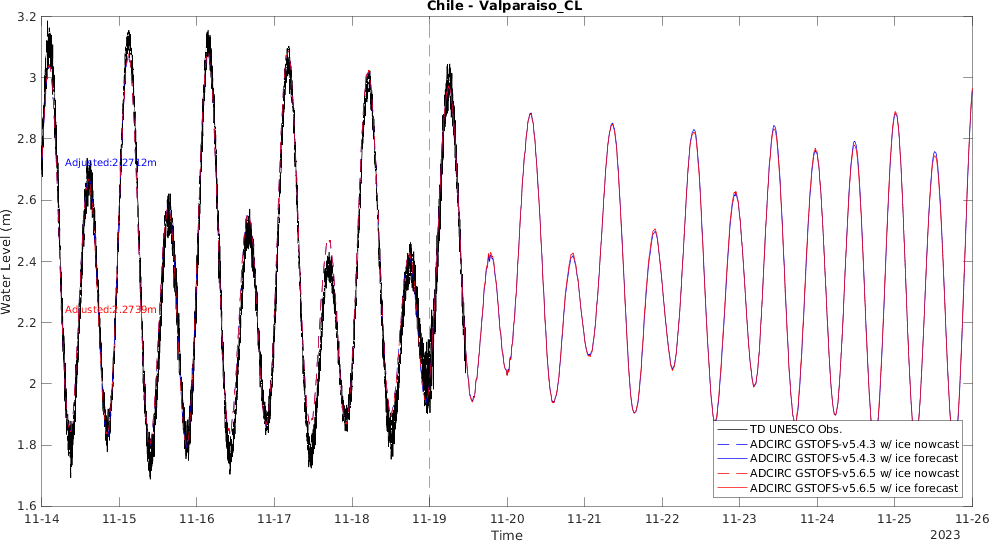 Chile - Valparaiso_CL
3.2
3
2.8
2.6
2.4
2.2
2
1.8
1.6
Water Level (m)
Adjusted:2.2712m
Adjusted:2.2739m
TD UNESCO Obs.
ADCIRC GSTOFS-v5.4.3 w/ ice nowcast
ADCIRC GSTOFS-v5.4.3 w/ ice forecast
ADCIRC GSTOFS-v5.6.5 w/ ice nowcast
ADCIRC GSTOFS-v5.6.5 w/ ice forecast
11-14 11-15 11-16 11-17 11-18 11-19 11-20 11-21 11-22 11-23 11-24 11-25 11-26
Time
2023